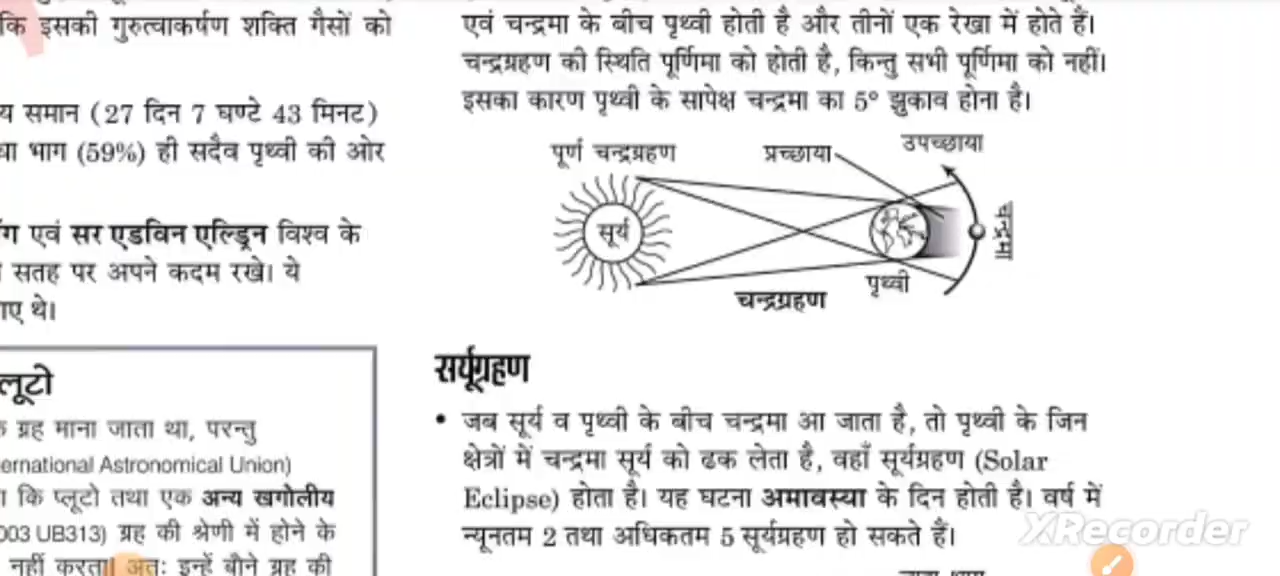 कि इसकी गुरुत्वाकर्षण शक्ति गैसों को
समान (27 दिन 7 घण्टे 43 मिनट)
भाग (59%) ही सदैव पृथ्वी की ओर
एवं सर एडविन एल्ड्रिन विश्व के
सतह पर अपने कदम रखे। ये
थे।
लूटो
ग्रह माना जाता था, परन्तु
ernational Astronomical Union)
कि प्लूटो तथा एक अन्य खगोलीय
003 UB313) ग्रह की श्रेणी में होने के
नहीं करता। अतः इन्हें बौने ग्रह की
एवं चन्द्रमा के बीच पृथ्वी होती है और तीनों एक रेखा में होते हैं।
चन्द्रग्रहण की स्थिति पूर्णिमा को होती है, किन्तु सभी पूर्णिमा को नहीं।
इसका कारण पृथ्वी के सापेक्ष चन्द्रमा का 5° झुकाव होना है।
पूर्ण चन्द्रग्रहण
प्रच्छाया
उपच्छाया
सूर्य
चन्द्रमा
पृथ्वी
चन्द्रग्रहण
सर्यूग्रहण
• जब सूर्य व पृथ्वी के बीच चन्द्रमा आ जाता है, तो पृथ्वी के जिन
क्षेत्रों में चन्द्रमा सूर्य को ढक लेता है, वहाँ सूर्यग्रहण (Solar
Eclipse) होता है। यह घटना अमावस्या के दिन होती है। वर्ष में
न्यूनतम 2 तथा अधिकतम 5 सूर्यग्रहण हो सकते हैं।
XRecorder